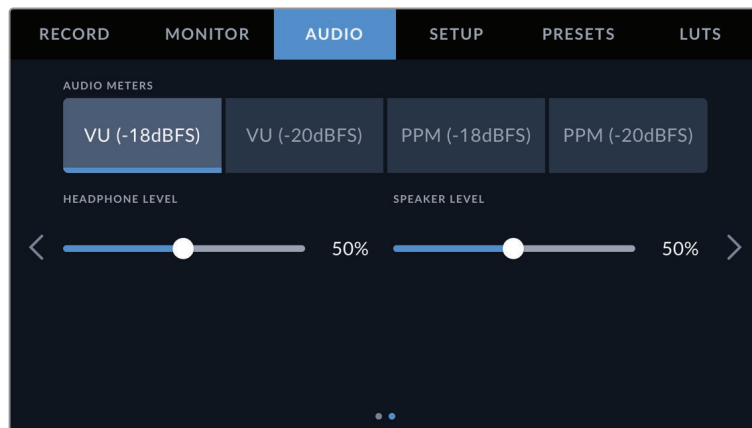 RECORD MONITOR AUDIO SETUP PRESETS LUTS
AUDIO METERS
VU (-18dBFS) VU (-20dBFS) PPM (-18dBFS) PPM (-20dBFS)
HEADPHONE LEVEL SPEAKER LEVEL
50% 50%